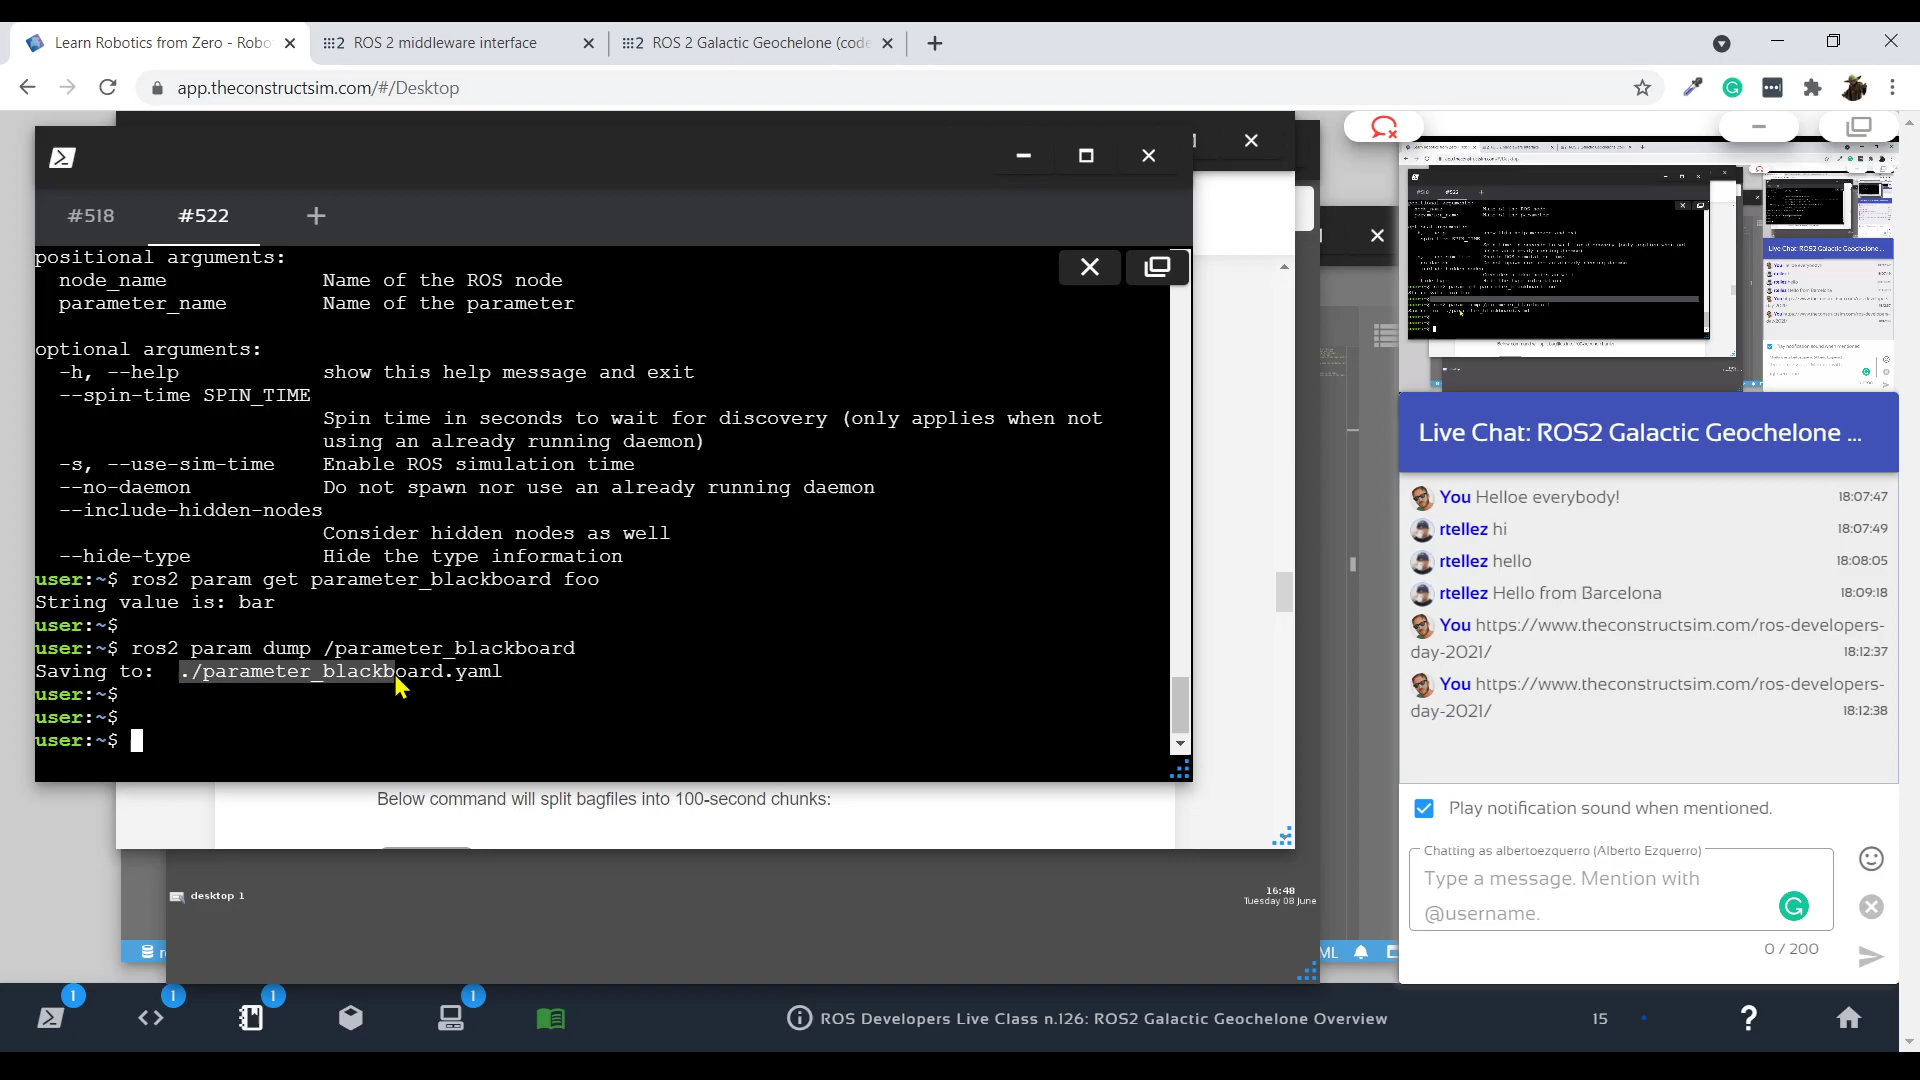 Learn Robotics from Zero - Robo
ROS 2 middleware interface
ROS 2 Galactic Geochelone (code
app.theconstructsim.com/#/Desktop
#518
#522
positional arguments:
node_name Name of the ROS node
parameter_name Name of the parameter
optional arguments:
-h, --help show this help message and exit
--spin-time SPIN_TIME
Spin time in seconds to wait for discovery (only applies when not
using an already running daemon)
-s, --use-sim-time Enable ROS simulation time
--no-daemon Do not spawn nor use an already running daemon
--include-hidden-nodes
Consider hidden nodes as well
--hide-type Hide the type information
user:~$ ros2 param get parameter_blackboard foo
String value is: bar
user:~$
user:~$ ros2 param dump /parameter_blackboard
Saving to: ./parameter_blackboard.yaml
user:~$
user:~$
user:~$
Below command will split bagfiles into 100-second chunks:
desktop 1
16:48
Tuesday 08 June
ML
Live Chat: ROS2 Galactic Geochelone ...
You Helloe everybody! 18:07:47
rtellez hi 18:07:49
rtellez hello 18:08:05
rtellez Hello from Barcelona 18:09:18
You https://www.theconstructsim.com/ros-developers-
day-2021/ 18:12:37
You https://www.theconstructsim.com/ros-developers-
day-2021/ 18:12:38
Play notification sound when mentioned.
Chatting as albertoezquerro (Alberto Ezquerro)
Type a message. Mention with
@username.
0 / 200
1
1
1
1
ROS Developers Live Class n.126: ROS2 Galactic Geochelone Overview
15